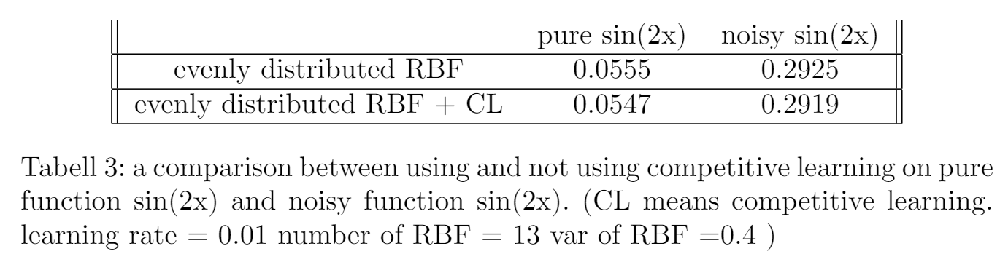 pure sin(2x) noisy sin(2x)
evenly distributed RBF 0.0555 0.2925
evenly distributed RBF + CL 0.0547 0.2919
Tabell 3: a comparison between using and not using competitive learning on pure
function sin(2x) and noisy function sin(2x). (CL means competitive learning.
learning rate = 0.01 number of RBF = 13 var of RBF =0.4 )